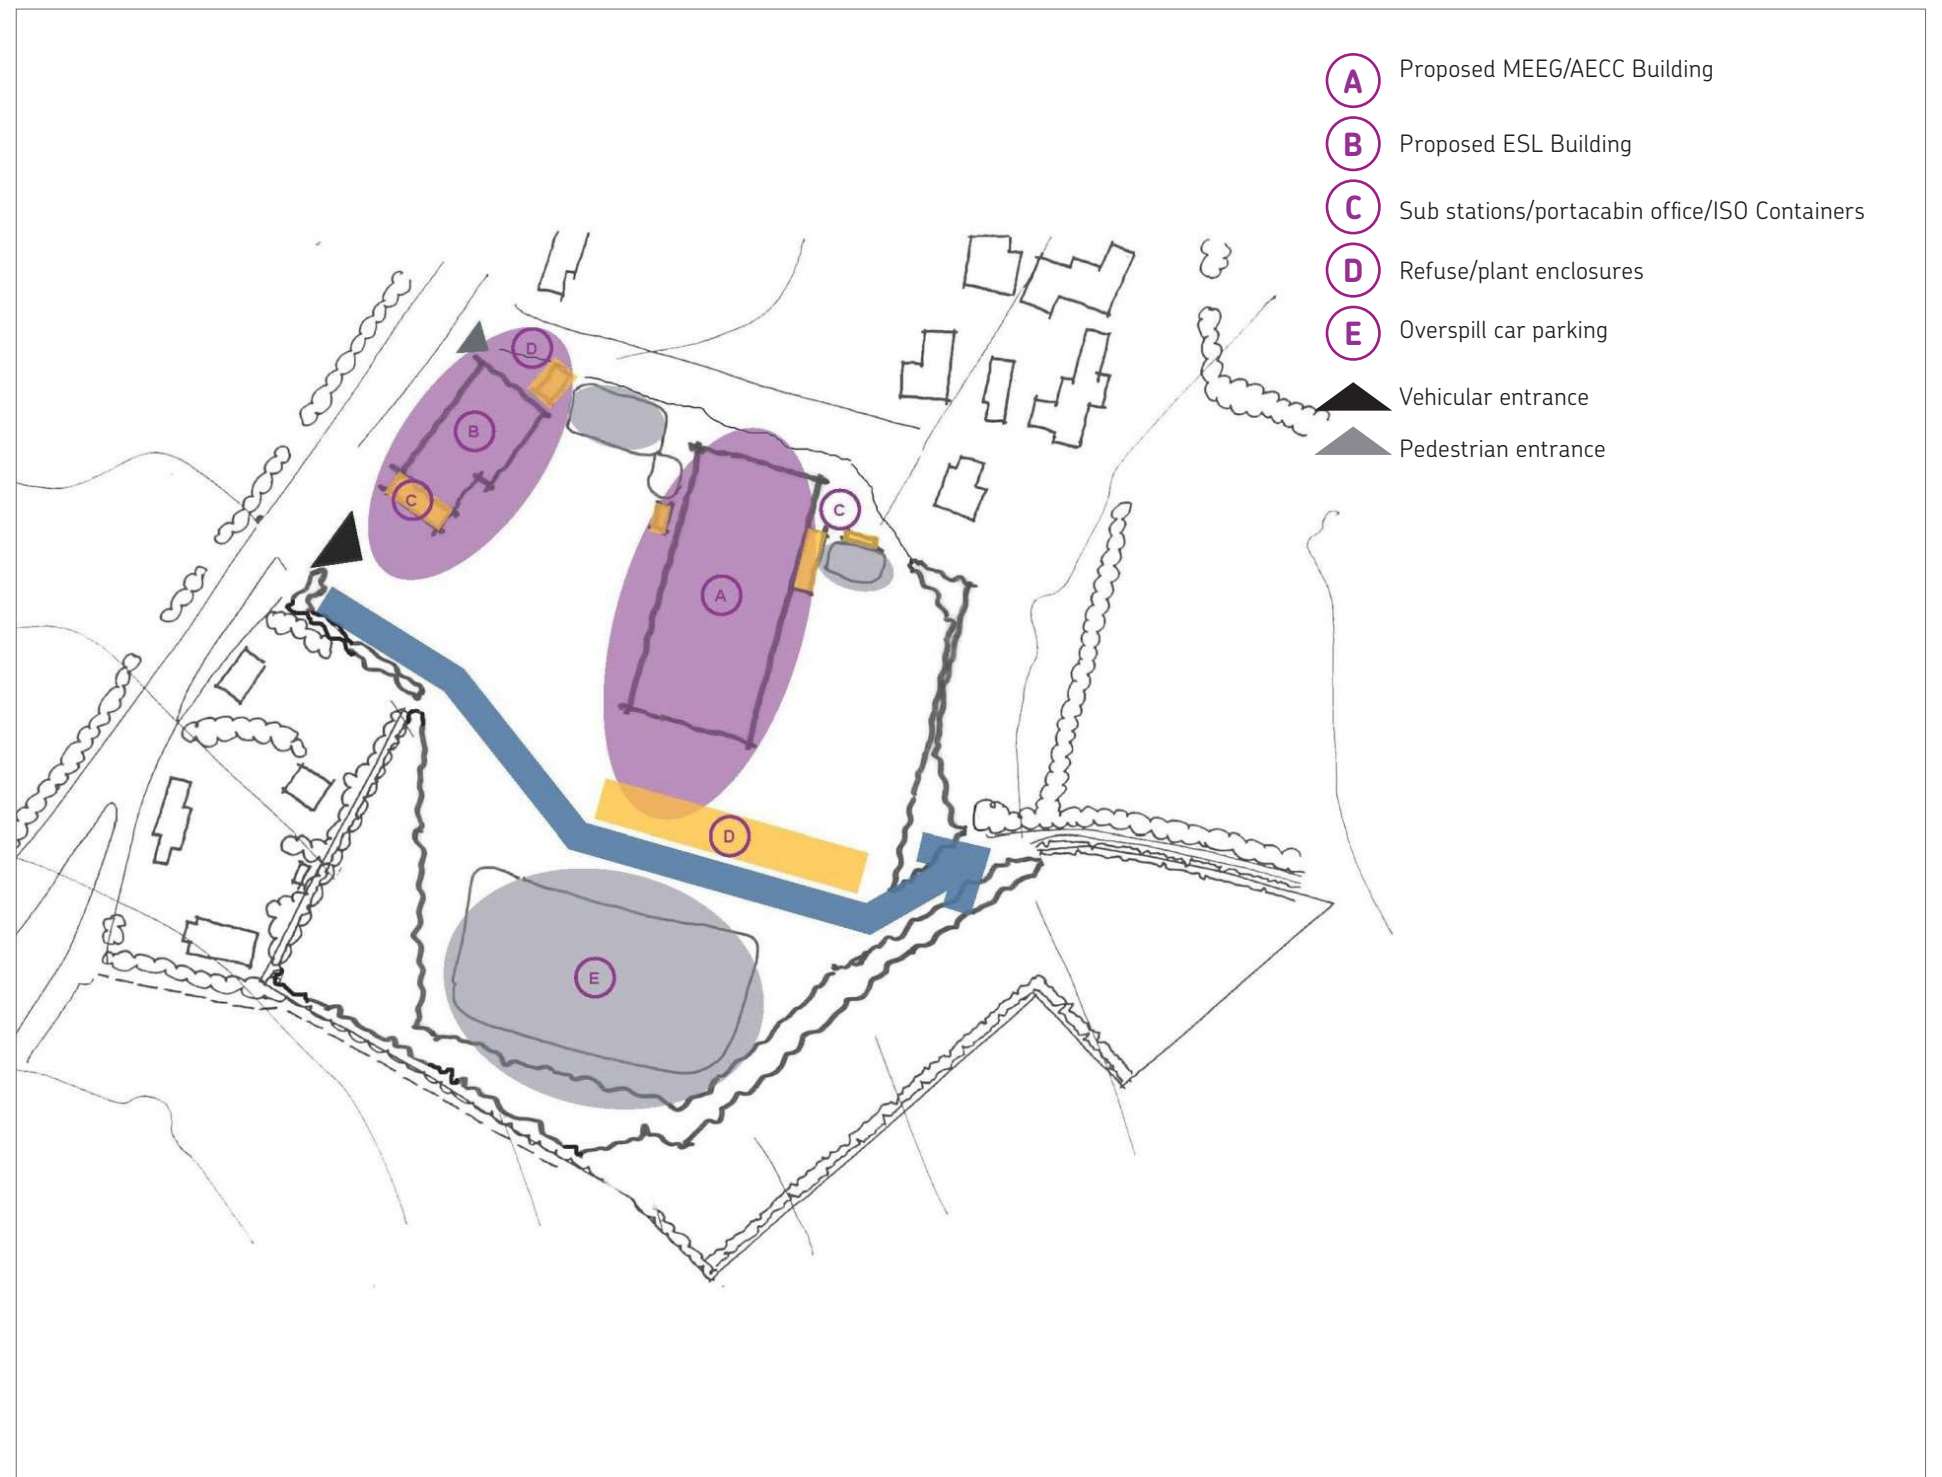 A Proposed MEEG/AECC Building
B Proposed ESL Building
C Sub stations/portacabin office/ISO Containers
D Refuse/plant enclosures
E Overspill car parking
Vehicular entrance
Pedestrian entrance
D
B
C
C
A
D
E